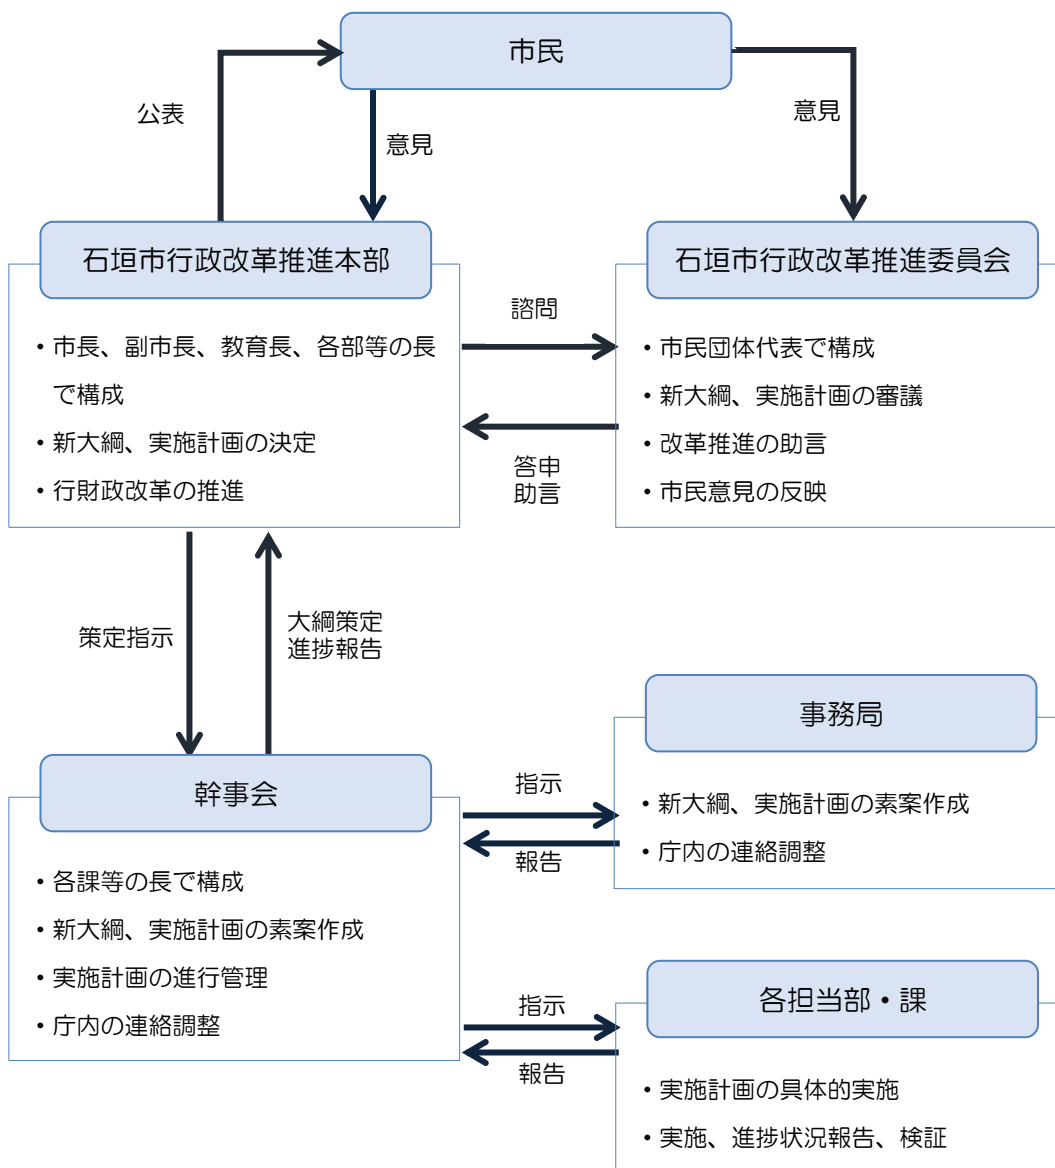 市民
公表
意見
意見
石垣市行政改革推進本部
・市長、副市長、教育長、各部等の長
で構成
・新大綱、実施計画の決定
・行財政改革の推進
諮問
答申
助言
石垣市行政改革推進委員会
・市民団体代表で構成
・新大綱、実施計画の審議
・改革推進の助言
・市民意見の反映
策定指示
大綱策定
進捗報告
幹事会
・各課等の長で構成
・新大綱、実施計画の素案作成
・実施計画の進行管理
・庁内の連絡調整
指示
報告
事務局
・新大綱、実施計画の素案作成
・庁内の連絡調整
指示
報告
各担当部・課
・実施計画の具体的実施
・実施、進捗状況報告、検証